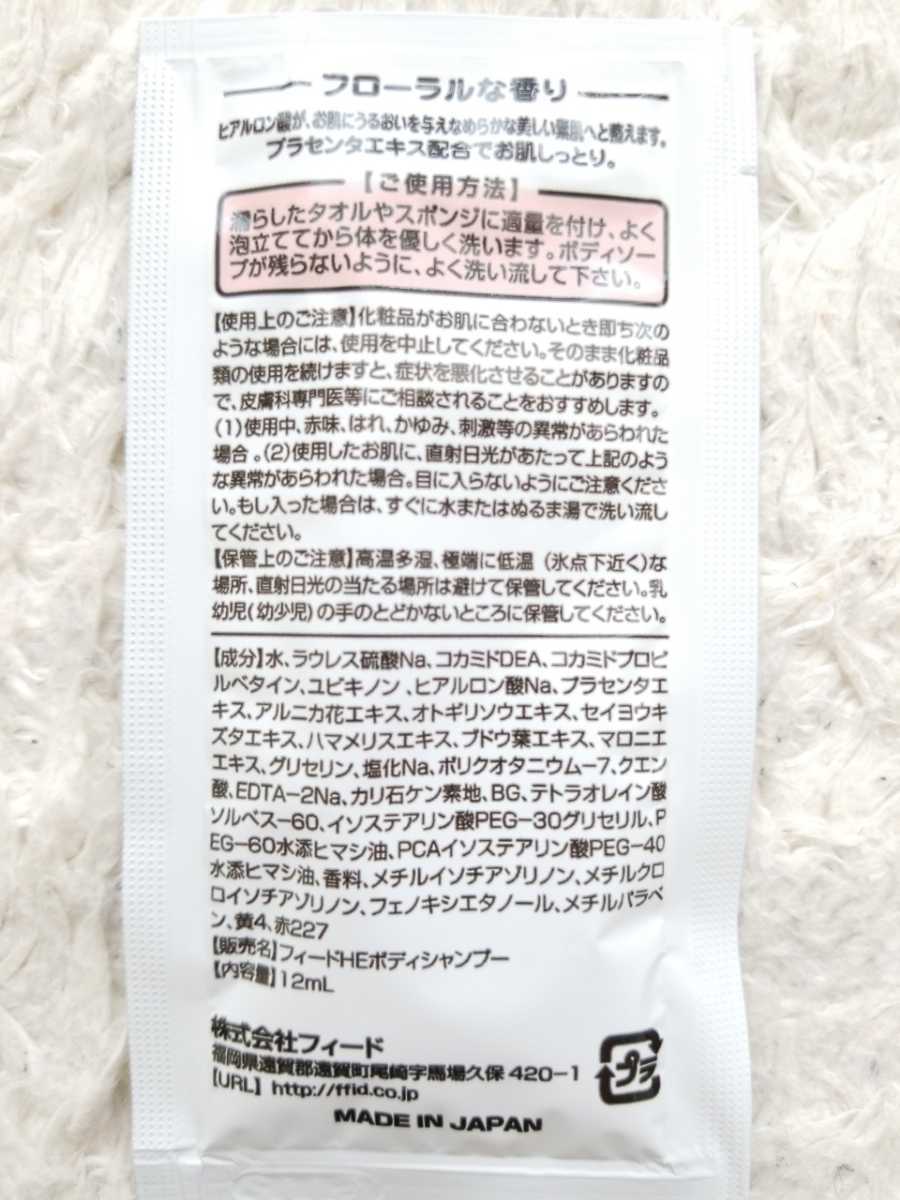 フローラルな香り
ヒアルロン酸が、お肌にうるおいを与えなめらかな美しい素肌へと整えます。
プラセンタエキス配合でお肌しっとり。
【ご使用方法】
濡らしたタオルやスポンジに適量を付け、よく
泡立ててから体を優しく洗います。ボディソー
プが残らないように、よく洗い流して下さい。
【使用上のご注意】化粧品がお肌に合わないとき即ち次の
ような場合には、使用を中止してください。そのまま化粧品
類の使用を続けますと、症状を悪化させることがありますの
で、皮膚科専門医等にご相談されることをおすすめします。
(1)使用中、赤味、はれ、かゆみ、刺激等の異常があらわれた
場合。(2)使用したお肌に、直射日光があたって上記のよう
な異常があらわれた場合。目に入らないようにご注意くださ
い。もし入った場合は、すぐに水またはぬるま湯で洗い流し
てください。
【保管上のご注意】高温多湿、極端に低温（氷点下近く）な
場所、直射日光の当たる場所は避けて保管してください。乳
幼児(幼少児)の手のとどかないところに保管してください。
【成分】水、ラウレス硫酸Na、コカミドDEA、コカミドプロピ
ルベタイン、ユビキノン、ヒアルロン酸Na、プラセンタエ
キス、アルニカ花エキス、オトギリソウエキス、セイヨウキ
ズタエキス、ハマメリスエキス、ブドウ葉エキス、マロニエ
エキス、グリセリン、塩化Na、ポリクオタニウム-7、クエン
酸、EDTA-2Na、カリ石ケン素地、BG、テトラオレイン酸
ソルベス-60、イソステアリン酸PEG-30グリセリル、P
EG-60水添ヒマシ油、PCAイソステアリン酸PEG-40
水添ヒマシ油、香料、メチルイソチアゾリノン、メチルクロ
ロイソチアゾリノン、フェノキシエタノール、メチルパラベ
ン、黄4、赤227
【販売名】フィードHEボディシャンプー
【内容量】12mL
株式会社フィード
福岡県遠賀郡遠賀町尾崎字馬場久保 420-1
【URL】 http://ffid.co.jp
プラ
MADE IN JAPAN